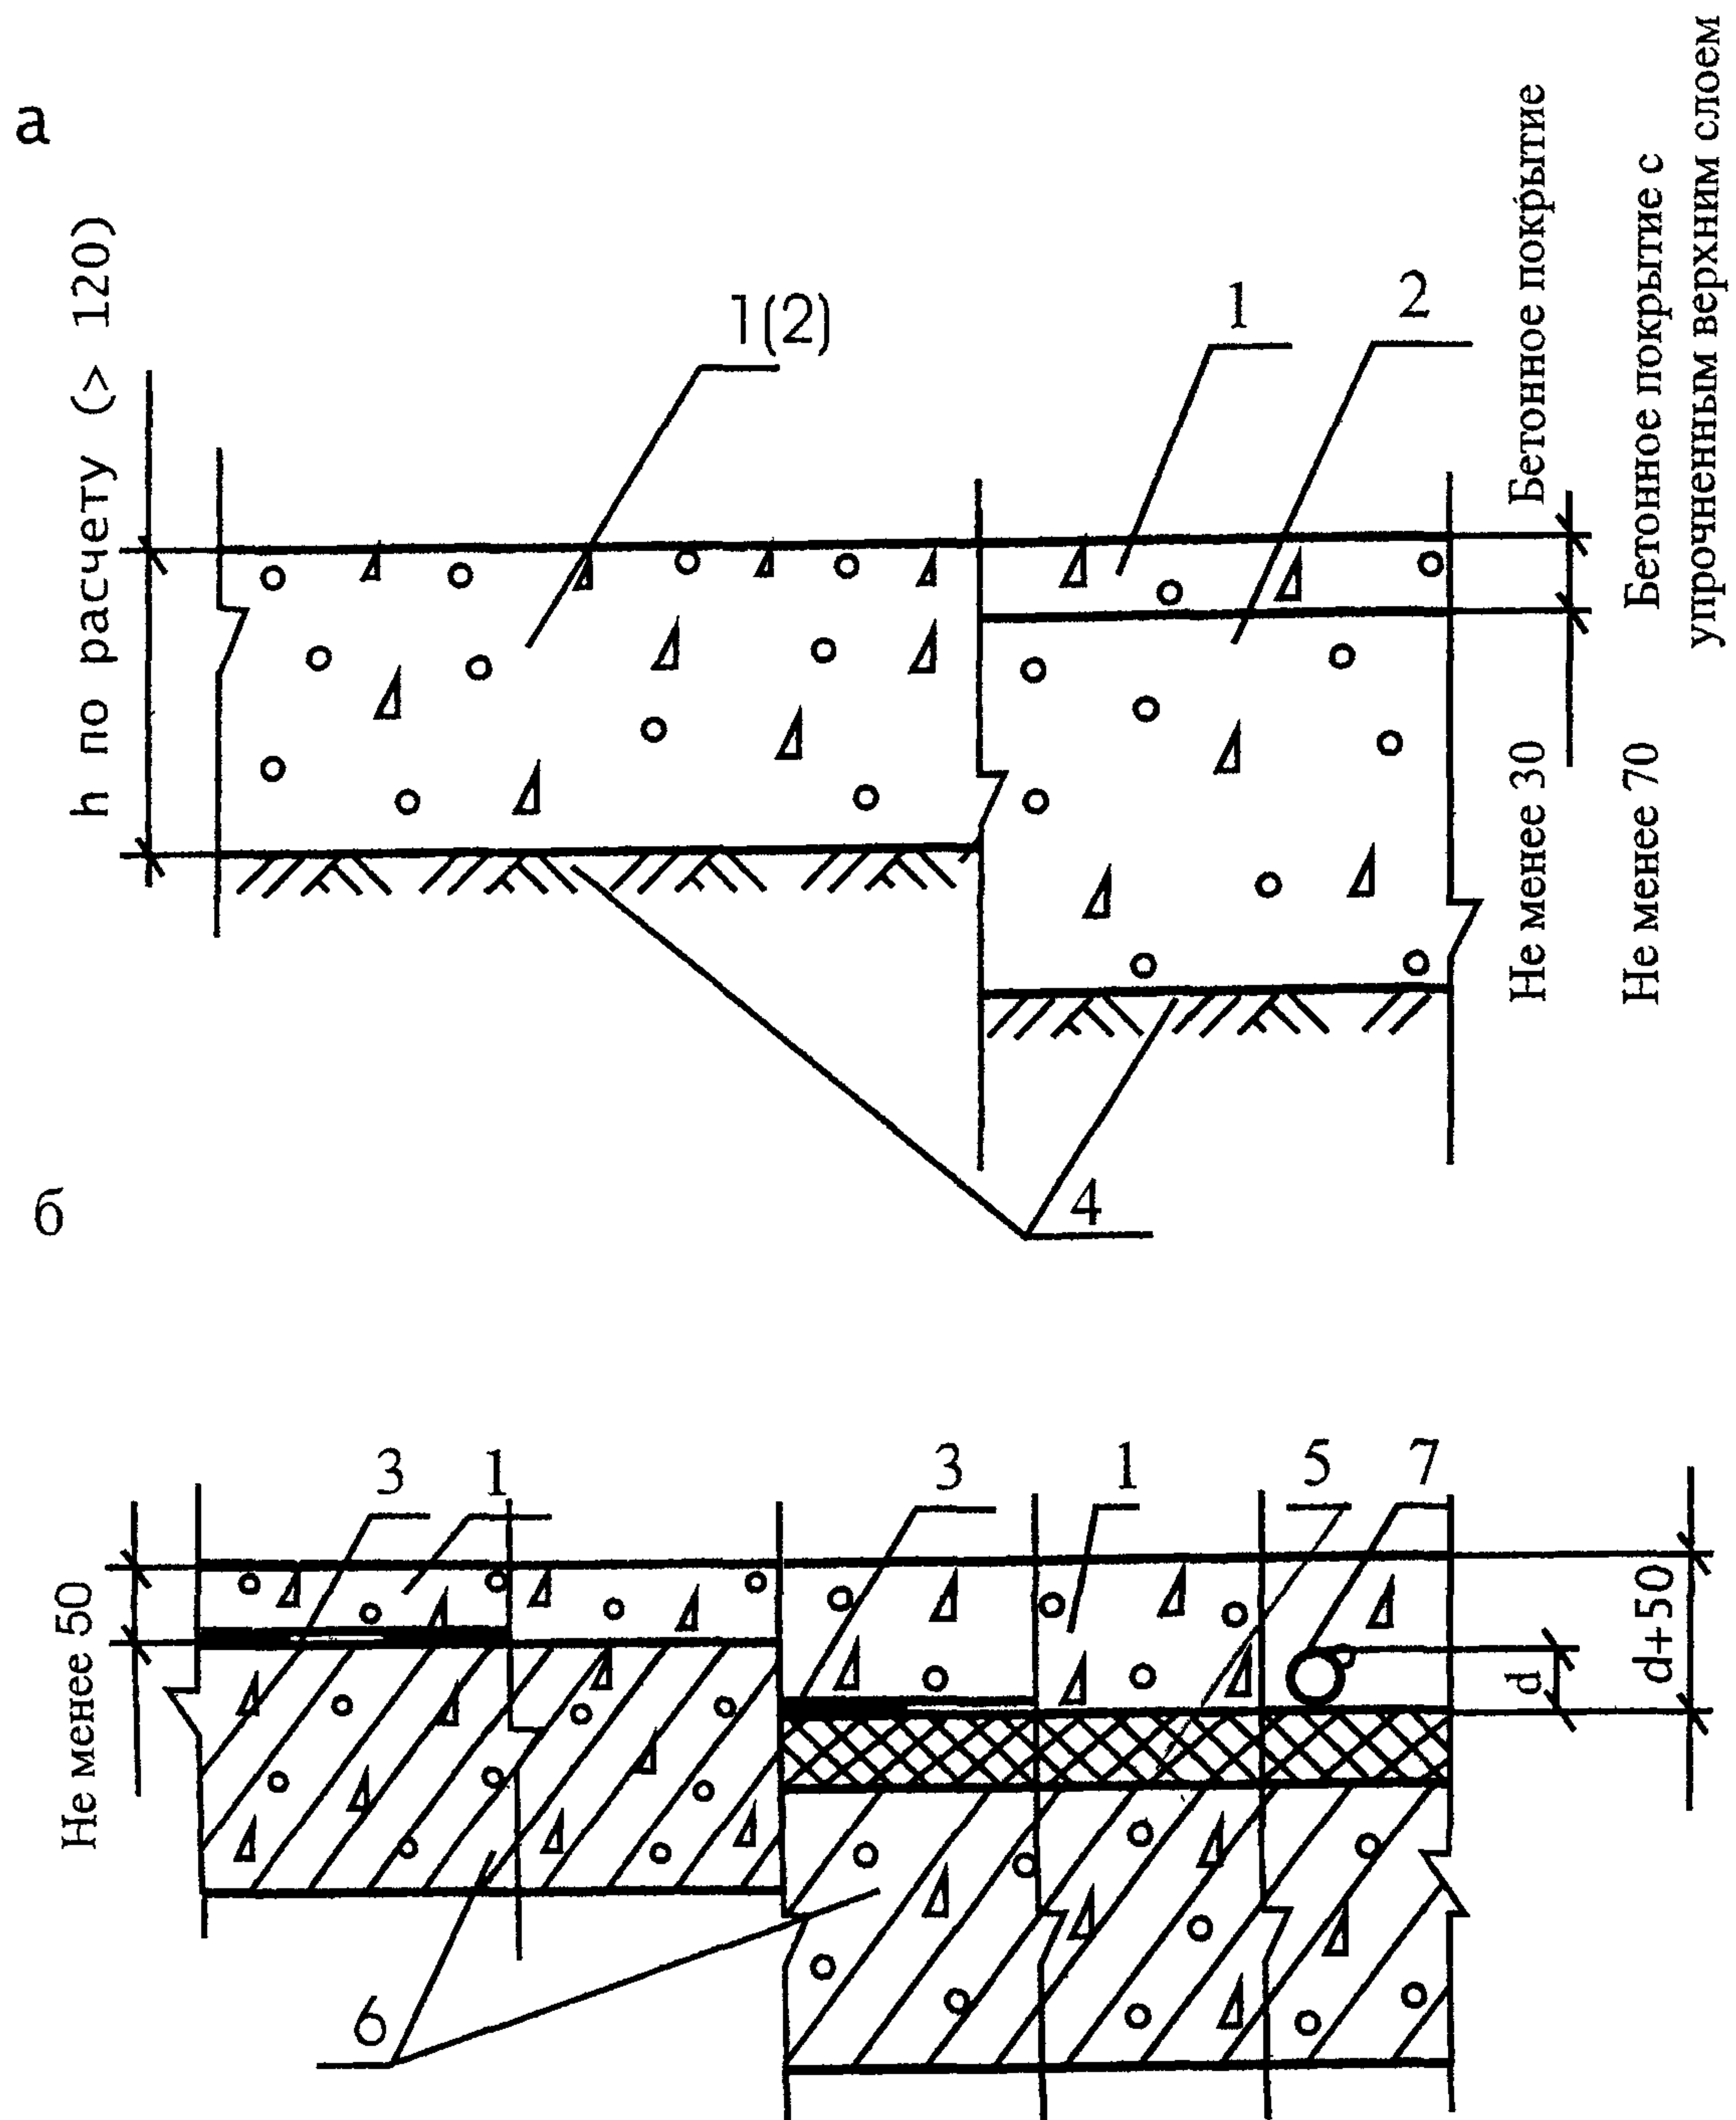 а
h по расчету (> 120)
1(2)
1
2
Бетонное покрытие
Не менее 30
Бетонное покрытие с
упрочненным верхним слоем
Не менее 70
4
б
3
1
3
1
5
7
Не менее 50
d
d+50
6